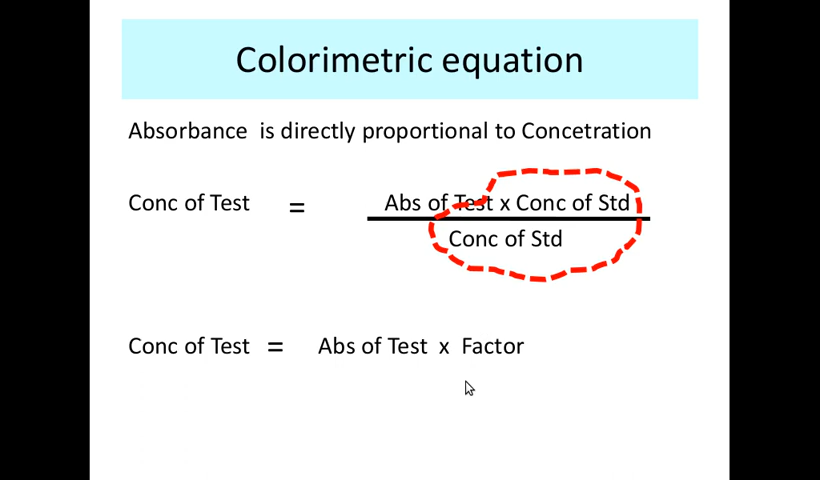 Colorimetric equation
Absorbance is directly proportional to Concetration
Conc of Test = Abs of Test x Conc of Std
Conc of Std
Conc of Test = Abs of Test x Factor